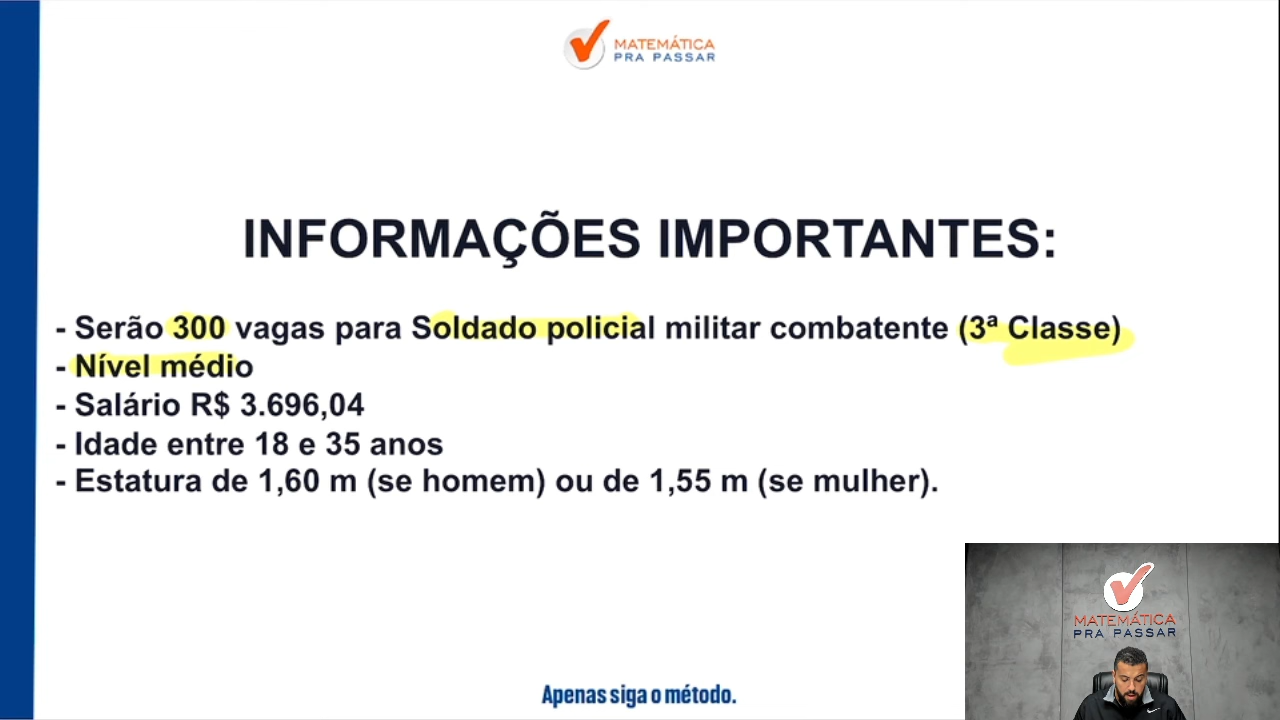 MATEMÁTICA
PRA PASSAR
INFORMAÇÕES IMPORTANTES:
- Serão 300 vagas para Soldado policial militar combatente (3ª Classe)
- Nível médio
- Salário R$ 3.696,04
- Idade entre 18 e 35 anos
- Estatura de 1,60 m (se homem) ou de 1,55 m (se mulher).
MATEMÁTICA
PRA PASSAR
Apenas siga o método.